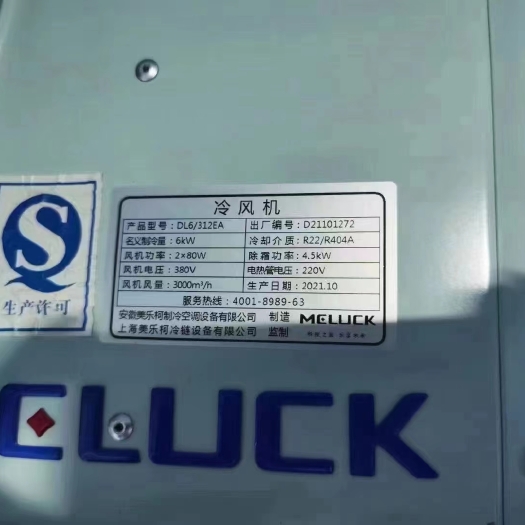 冷风机
产品型号: DL6/312EA 出厂编号: D21101272
名义制冷量: 6kW 冷却介质: R22/R404A
风机功率: 2×80W 除霜功率: 4.5kW
风机电压: 380V 电热管电压: 220V
风机风量: 3000m³/h 生产日期: 2021.10
服务热线: 4001-8989-63
安徽美乐柯制冷空调设备有限公司 制造 MELUCK
上海美乐柯冷链设备有限公司 监制
QS
生产许可
ELUCK